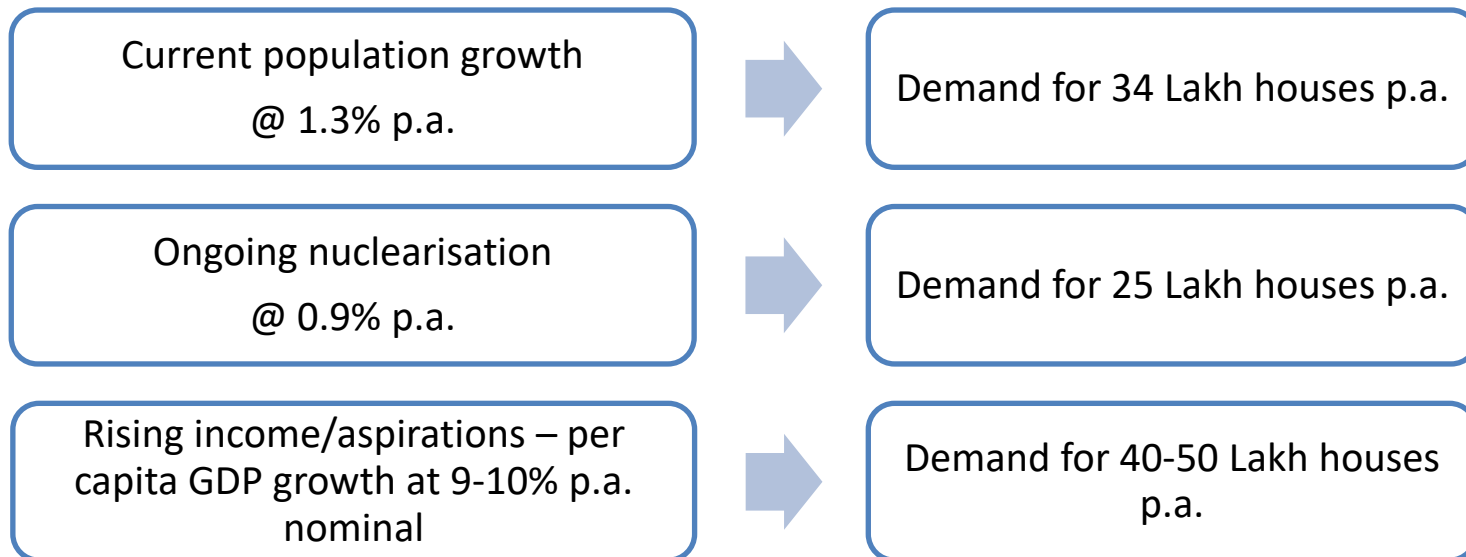 Current population growth
@ 1.3% p.a.
Demand for 34 Lakh houses p.a.
Ongoing nuclearisation
@ 0.9% p.a.
Demand for 25 Lakh houses p.a.
Rising income/aspirations – per
capita GDP growth at 9-10% p.a.
nominal
Demand for 40-50 Lakh houses
p.a.